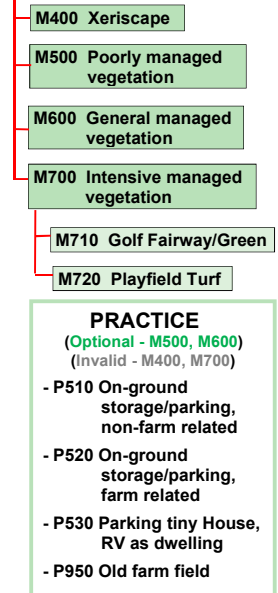 M400 Xeriscape
M500 Poorly managed
vegetation
M600 General managed
vegetation
M700 Intensive managed
vegetation
M710 Golf Fairway/Green
M720 Playfield Turf
PRACTICE
(Optional - M500, M600)
(Invalid - M400, M700)
- P510 On-ground
storage/parking,
non-farm related
- P520 On-ground
storage/parking,
farm related
- P530 Parking tiny House,
RV as dwelling
- P950 Old farm field